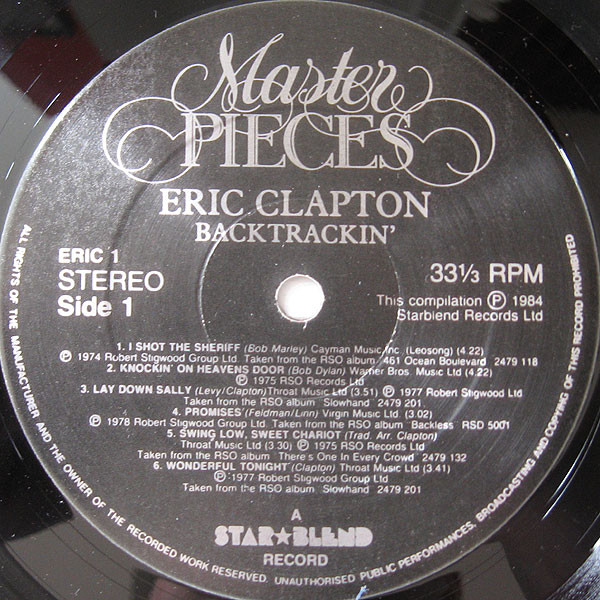 Master
PIECES
ERIC CLAPTON
BACKTRACKIN'
ERIC 1
STEREO
Side 1
33⅓ RPM
This compilation Ⓟ 1984
Starblend Records Ltd
1. I SHOT THE SHERIFF (Bob Marley) Cayman Music Inc. (Leosong) (4.22)
Ⓟ 1974 Robert Stigwood Group Ltd. Taken from the RSO album- 461 Ocean Boulevard 2479 118
2. KNOCKIN' ON HEAVENS DOOR (Bob Dylan) Warner Bros. Music Ltd (4.22)
Ⓟ 1975 RSO Records Ltd
3. LAY DOWN SALLY (Levy/Clapton)Throat Music Ltd (3.51) Ⓟ 1977 Robert Stigwood Ltd
Taken from the RSO album Slowhand 2479 201
4. PROMISES (Feldman/Linn) Virgin Music Ltd (3.02)
Ⓟ 1978 Robert Stigwood Group Ltd. Taken from the RSO album- Backless RSD 5001
5. SWING LOW, SWEET CHARIOT (Trad. Arr. Clapton)
Throat Music Ltd (3 30) Ⓟ 1975 RSO Records Ltd
Taken from the RSO album There's One In Every Crowd 2479 132
6. WONDERFUL TONIGHT (Clapton) Throat Music Ltd (3.41)
Ⓟ 1977 Robert Stigwood Group Ltd
Taken from the RSO album Slowhand 2479 201
A
STAR★BLEND
RECORD
ALL RIGHTS OF THE MANUFACTURER AND THE OWNER OF THE RECORDED WORK RESERVED. UNAUTHORISED PUBLIC PERFORMANCES, BROADCASTING AND COPYING OF THIS RECORD PROHIBITED